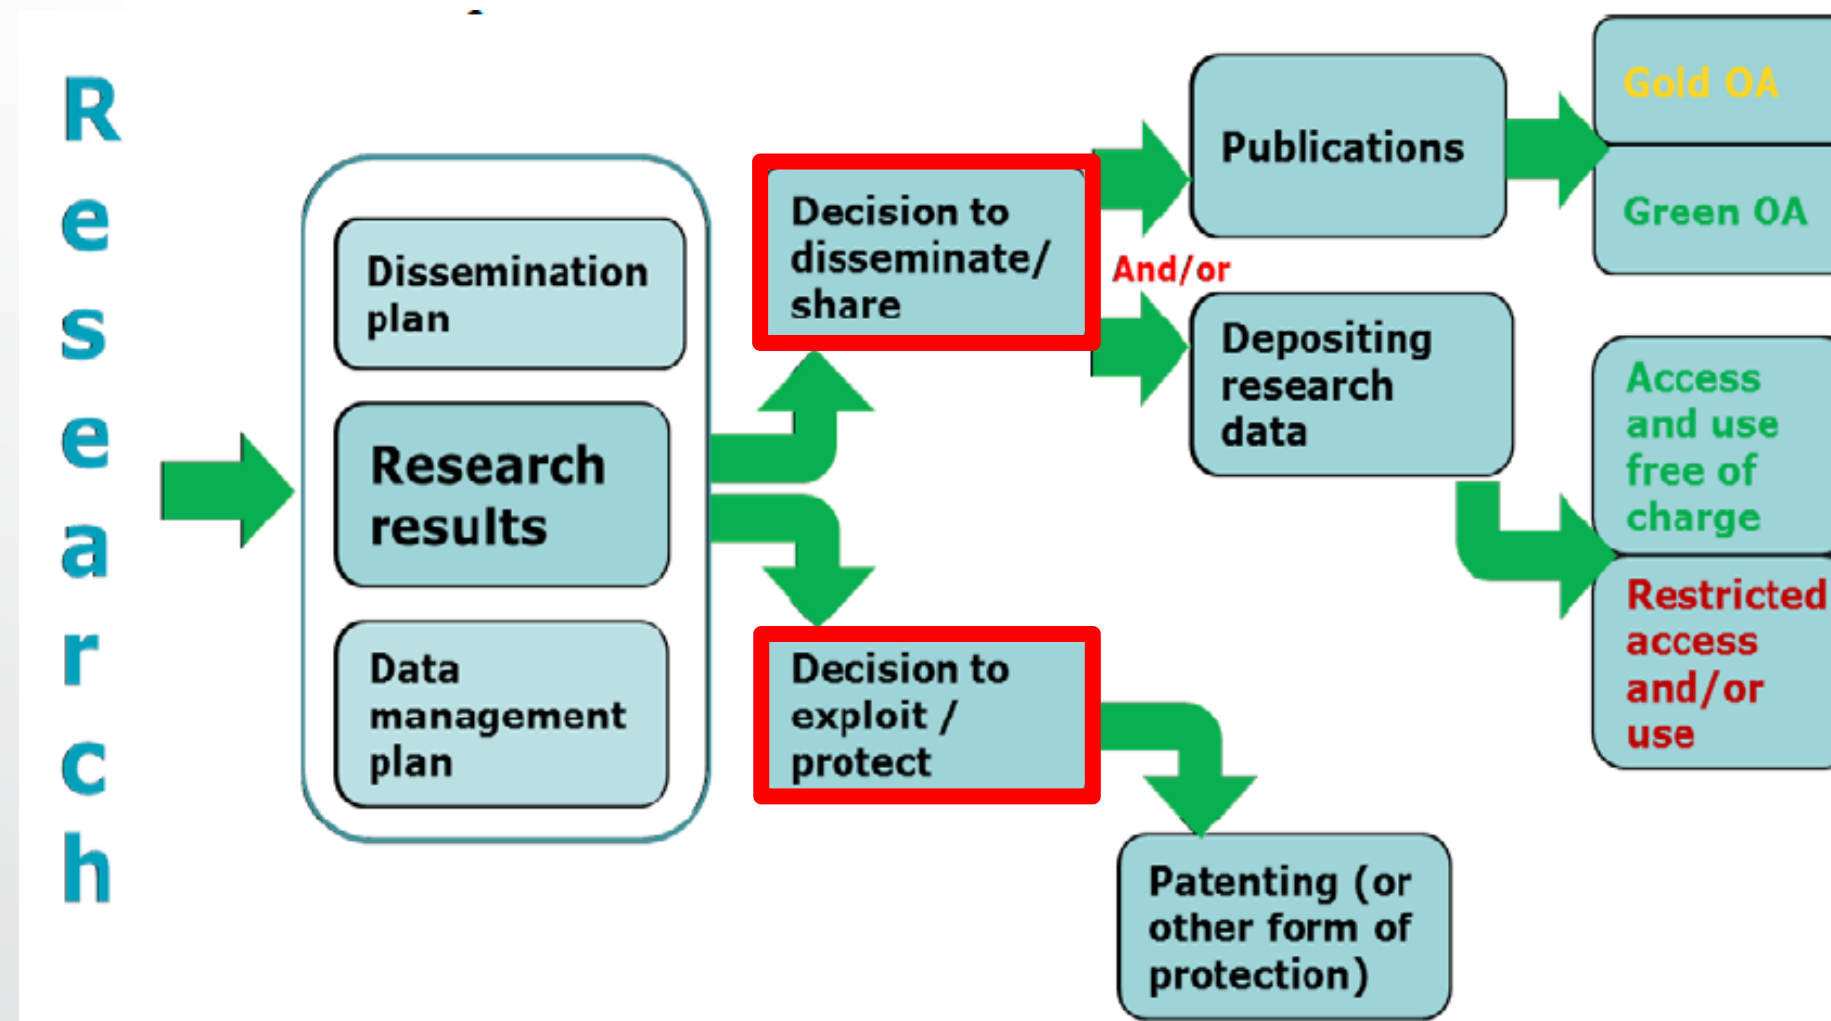 Research
Dissemination
plan
Research
results
Data
management
plan
Decision to
disseminate/
share
And/or
Decision to
exploit /
protect
Publications
Depositing
research
data
Patenting (or
other form of
protection)
Gold OA
Green OA
Access
and use
free of
charge
Restricted
access
and/or
use